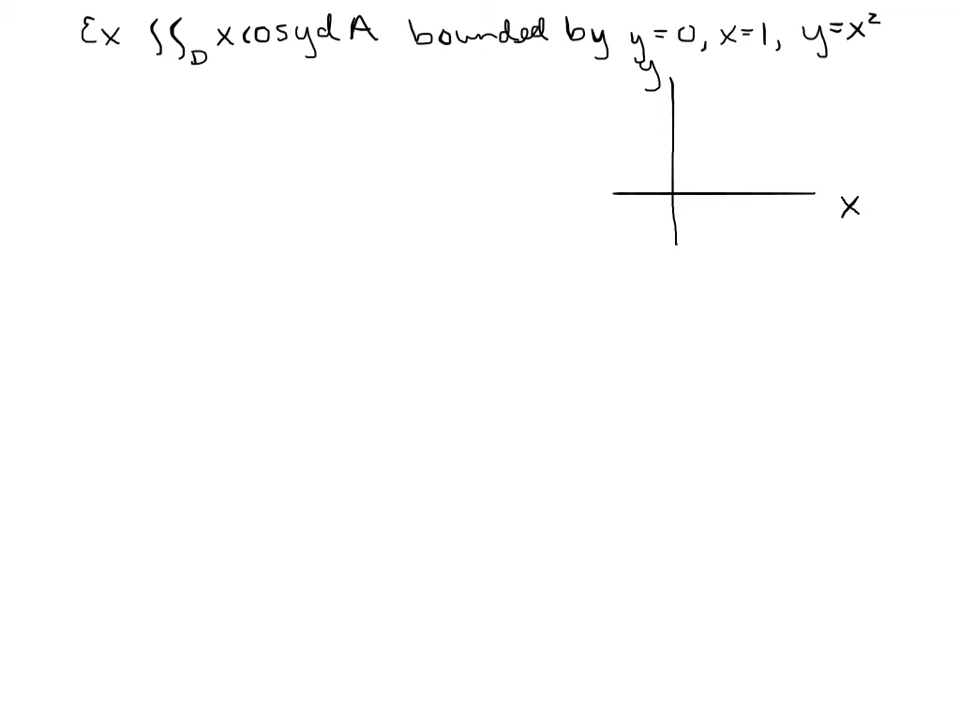 Ex ∫∫_D x cos y dA bounded by y=0, x=1, y=x²
y
x